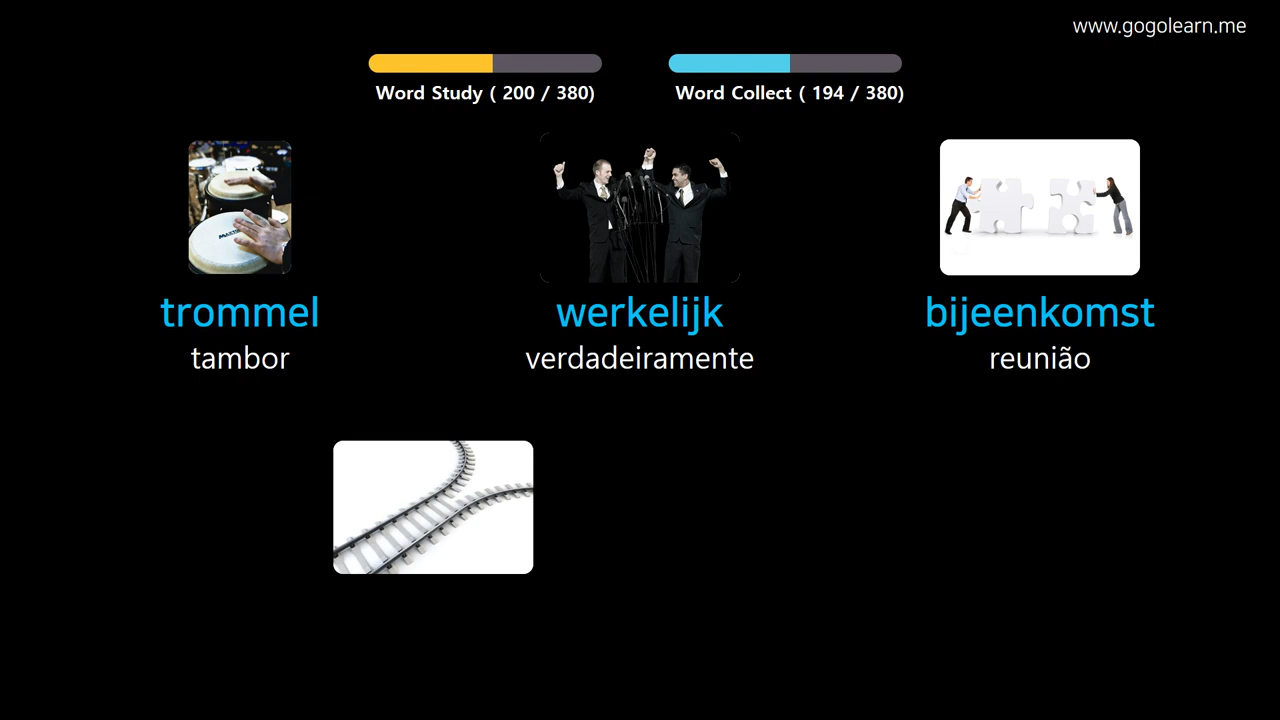 www.gogolearn.me
Word Study ( 200 / 380)
Word Collect ( 194 / 380)
trommel
werkelijk
bijeenkomst
tambor
verdadeiramente
reunião